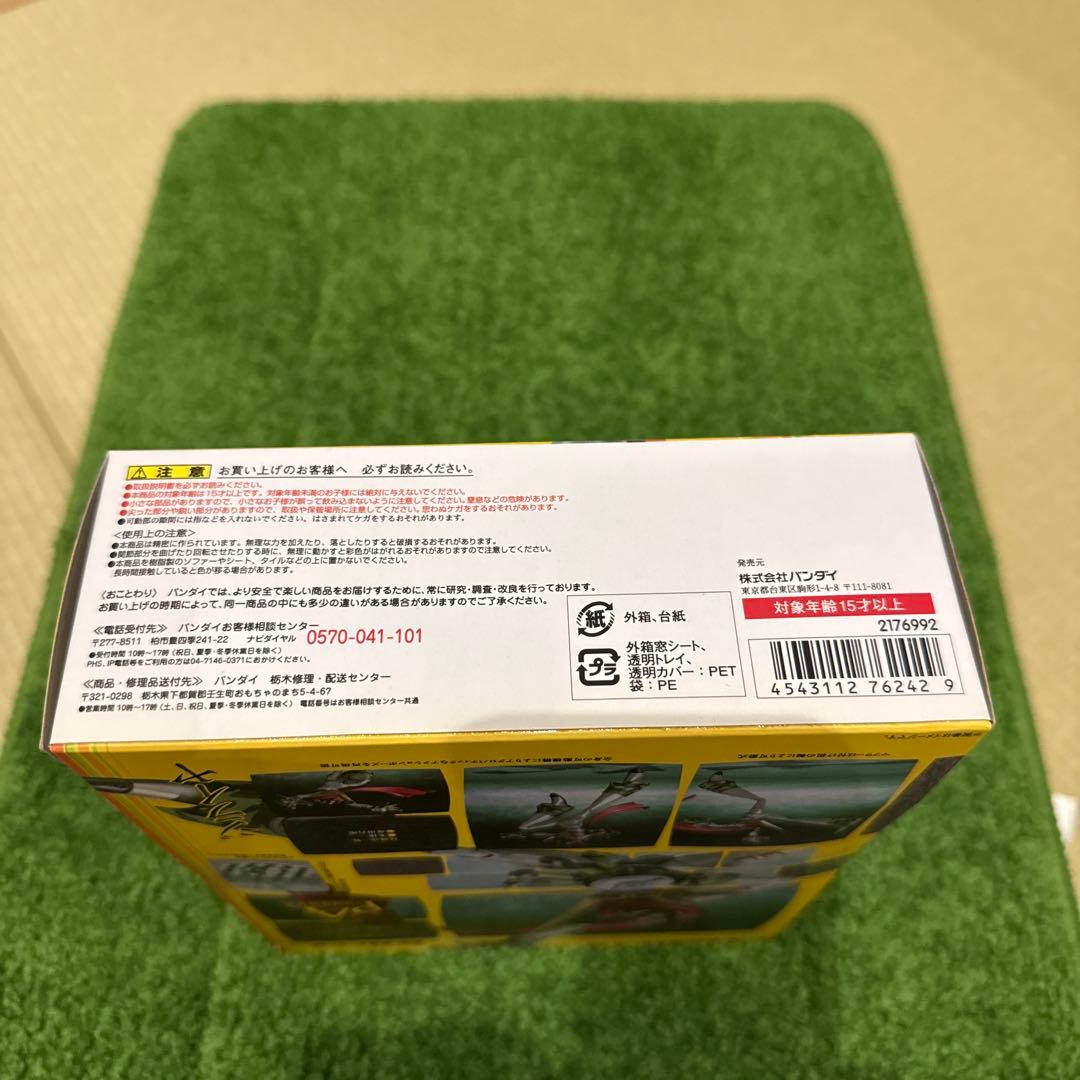 注意 お買い上げのお客様へ 必ずお読みください。
●取扱説明書を必ずお読みください。
●本商品の対象年齢は15才以上です。対象年齢未満のお子様には絶対に与えないでください。
●小さな部品がありますので、小さなお子様が誤って飲み込まないように注意してください。窒息などの危険があります。
●尖った部分や鋭い部分がありますので、取扱や保管場所に注意してください。思わぬケガをするおそれがあります。
●可動部の隙間には指などを入れないでください。はさまれてケガをするおそれがあります。
<使用上の注意>
●本商品は精密に作られています。無理な力を加えたり、落としたりすると破損するおそれがあります。
●関節部分を曲げたり回転させたりする時に、無理に動かすと彩色がはがれるおそれがありますので注意してください。
●本商品を樹脂製のソファーやシート、タイルなどの上に置かないでください。
長時間接触していると色が移る場合があります。
〈おことわり〉 バンダイでは、より安全で楽しい商品をお届けするために、常に研究・調査・改良を行っております。
お買い上げの時期によって、同一商品の中にも多少の違いがある場合がありますのでご了承ください。
≪電話受付先≫ バンダイお客様相談センター
〒277-8511 柏市豊四季241-22 ナビダイヤル 0570-041-101
●受付時間 10時〜17時 (祝日、夏季・冬季休業日を除く)
PHS、IP電話等をご利用の方は04-7146-0371におかけください。
≪商品・修理品送付先≫ バンダイ 栃木修理・配送センター
〒321-0298 栃木県下都賀郡壬生町おもちゃのまち5-4-67
●営業時間 10時〜17時 (土、日、祝日、夏季・冬季休業日を除く) 電話番号はお客様相談センター共通
紙 外箱、台紙
プラ 外箱窓シート、
透明トレイ、
透明カバー：PET
袋：PE
発売元
株式会社バンダイ
東京都台東区駒形1-4-8 〒111-8081
対象年齢15才以上
2176992
4543112 76242 9
※画像はイメージです。